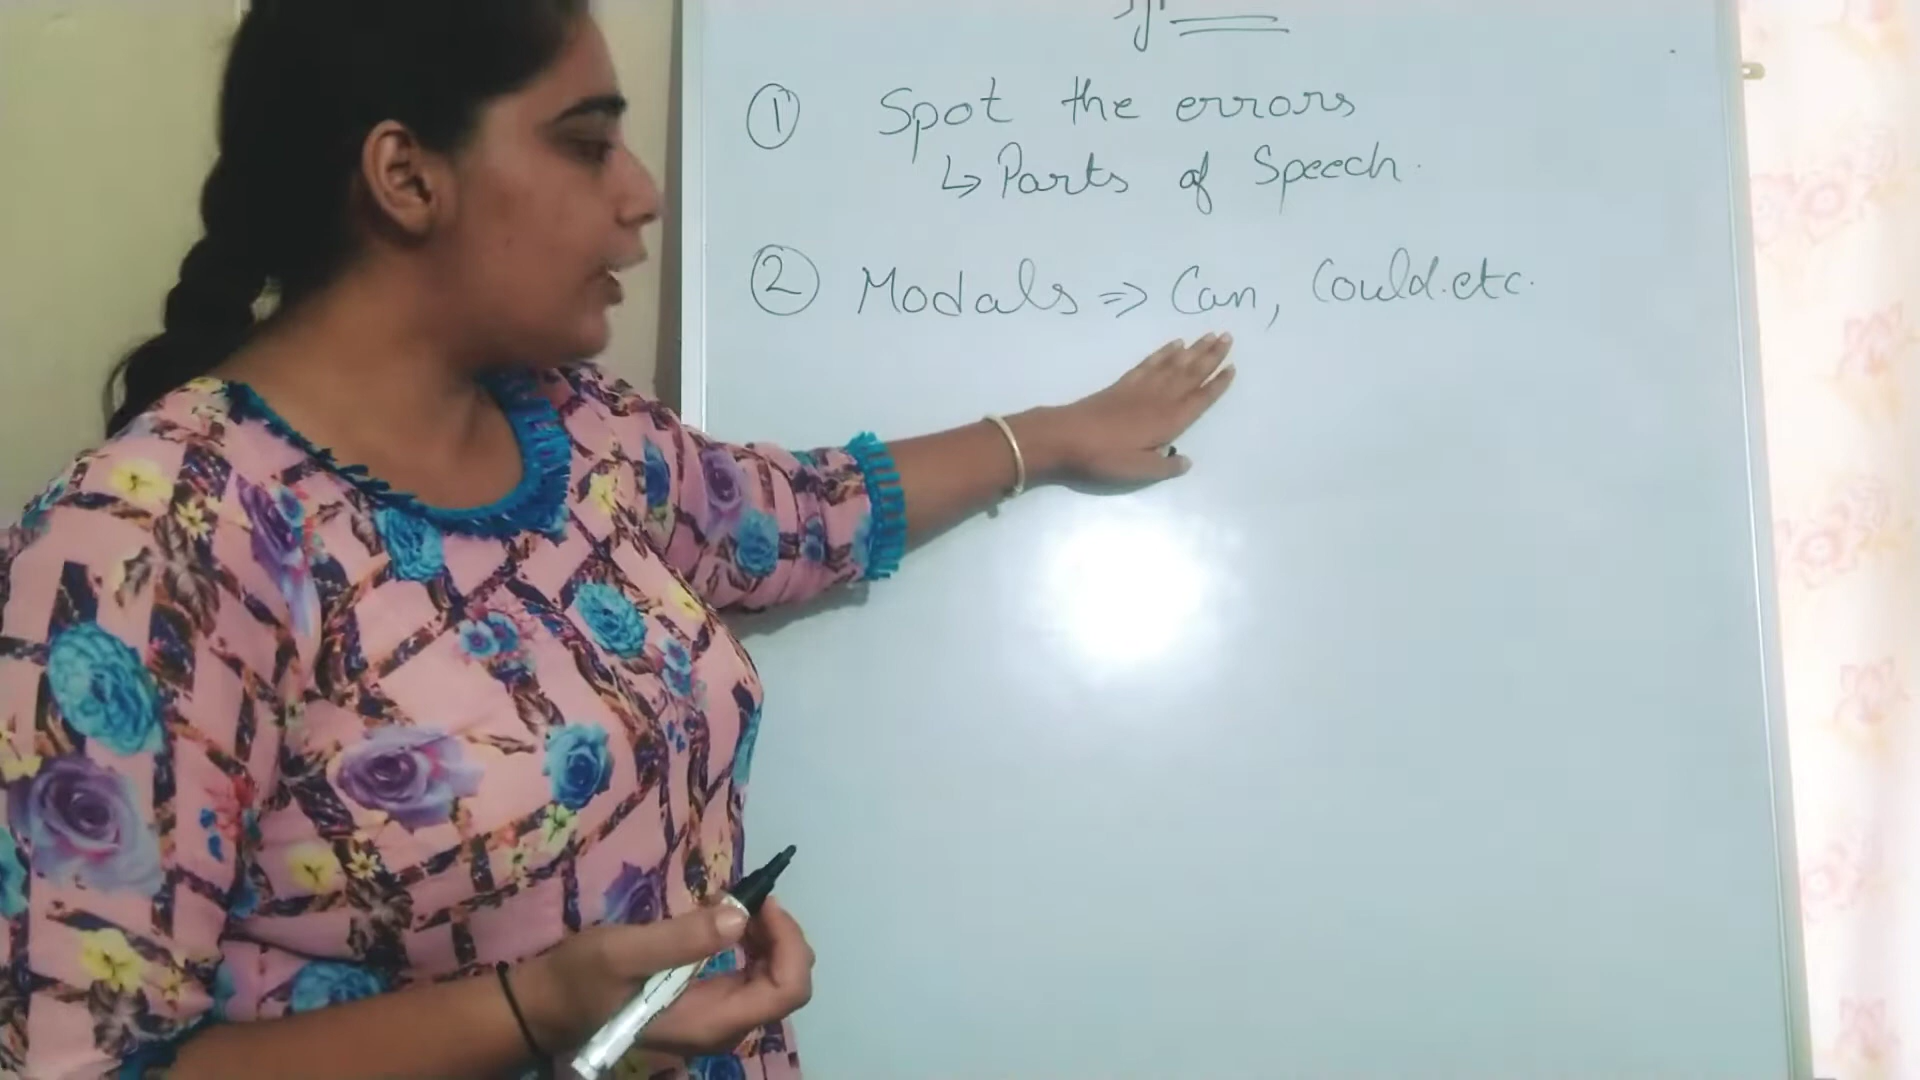 ① Spot the errors
↳ Parts of Speech.
② Modals ⇒ Can, Could.etc.